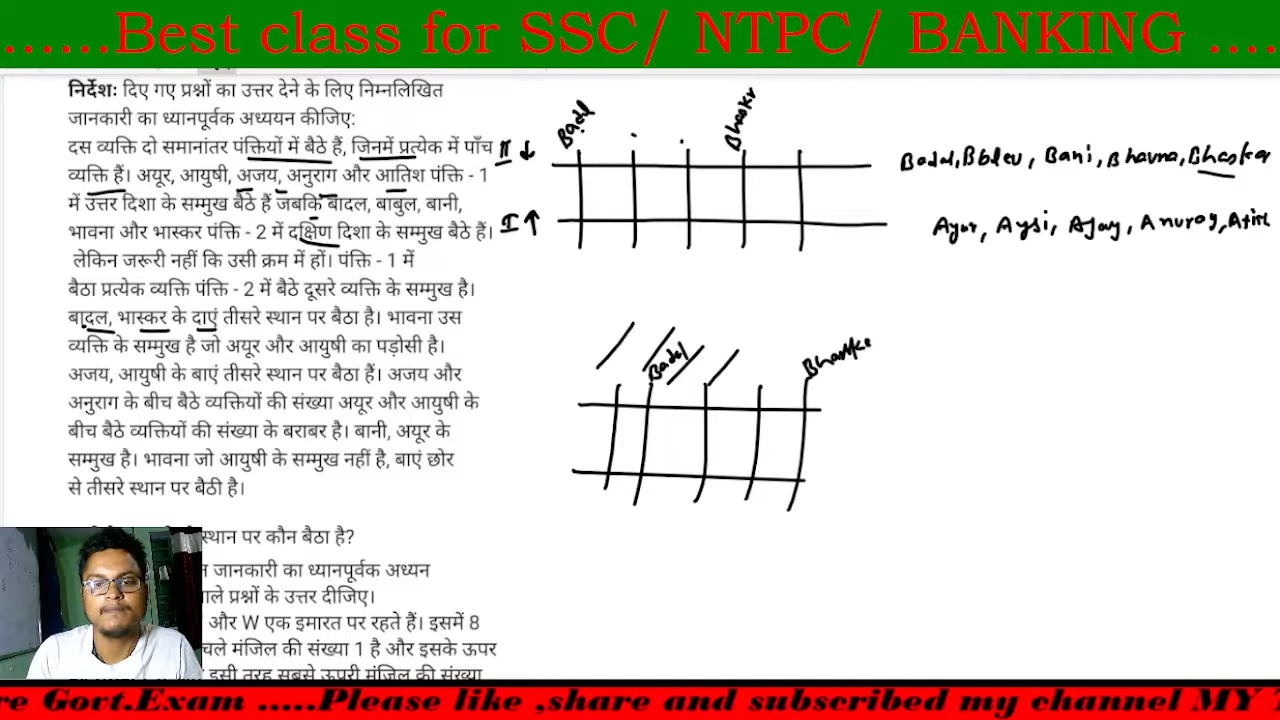 ......Best class for SSC/ NTPC/ BANKING ....
निर्देशः दिए गए प्रश्नों का उत्तर देने के लिए निम्नलिखित
जानकारी का ध्यानपूर्वक अध्ययन कीजिए:
दस व्यक्ति दो समानांतर पंक्तियों में बैठे हैं, जिनमें प्रत्येक में पाँच
व्यक्ति हैं। अयूर, आयुषी, अजय, अनुराग और आतिश पंक्ति - 1
में उत्तर दिशा के सम्मुख बैठे हैं जबकि बादल, बाबुल, बानी,
भावना और भास्कर पंक्ति - 2 में दक्षिण दिशा के सम्मुख बैठे हैं।
लेकिन जरूरी नहीं कि उसी क्रम में हों। पंक्ति - 1 में
बैठा प्रत्येक व्यक्ति पंक्ति - 2 में बैठे दूसरे व्यक्ति के सम्मुख है।
बादल, भास्कर के दाएं तीसरे स्थान पर बैठा है। भावना उस
व्यक्ति के सम्मुख है जो अयूर और आयुषी का पड़ोसी है।
अजय, आयुषी के बाएं तीसरे स्थान पर बैठा हैं। अजय और
अनुराग के बीच बैठे व्यक्तियों की संख्या अयूर और आयुषी के
बीच बैठे व्यक्तियों की संख्या के बराबर है। बानी, अयूर के
सम्मुख है। भावना जो आयुषी के सम्मुख नहीं है, बाएं छोर
से तीसरे स्थान पर बैठी है।
स्थान पर कौन बैठा है?
जानकारी का ध्यानपूर्वक अध्यन
वाले प्रश्नों के उत्तर दीजिए।
और W एक इमारत पर रहते हैं। इसमें 8
मंजिल की संख्या 1 है और इसके ऊपर
इसी तरह सबसे ऊपरी मंजिल की संख्या
Badal Bhaskr
II ↓
I ↑
Badal, Bani, Bhavna, Bhaskar
Ayur, Aysi, Ajay, Anurag, Atish
Badal
re Govt.Exam .....Please like ,share and subscribed my channel MY